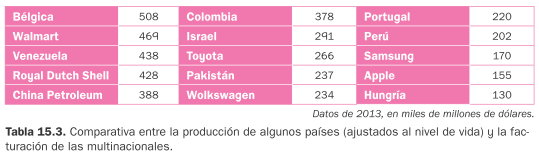 Bélgica 508 Colombia 378 Portugal 220
Walmart 469 Israel 291 Perú 202
Venezuela 438 Toyota 266 Samsung 170
Royal Dutch Shell 428 Pakistán 237 Apple 155
China Petroleum 388 Wolkswagen 234 Hungría 130
Datos de 2013, en miles de millones de dólares.
Tabla 15.3. Comparativa entre la producción de algunos países (ajustados al nivel de vida) y la fac-
turación de las multinacionales.